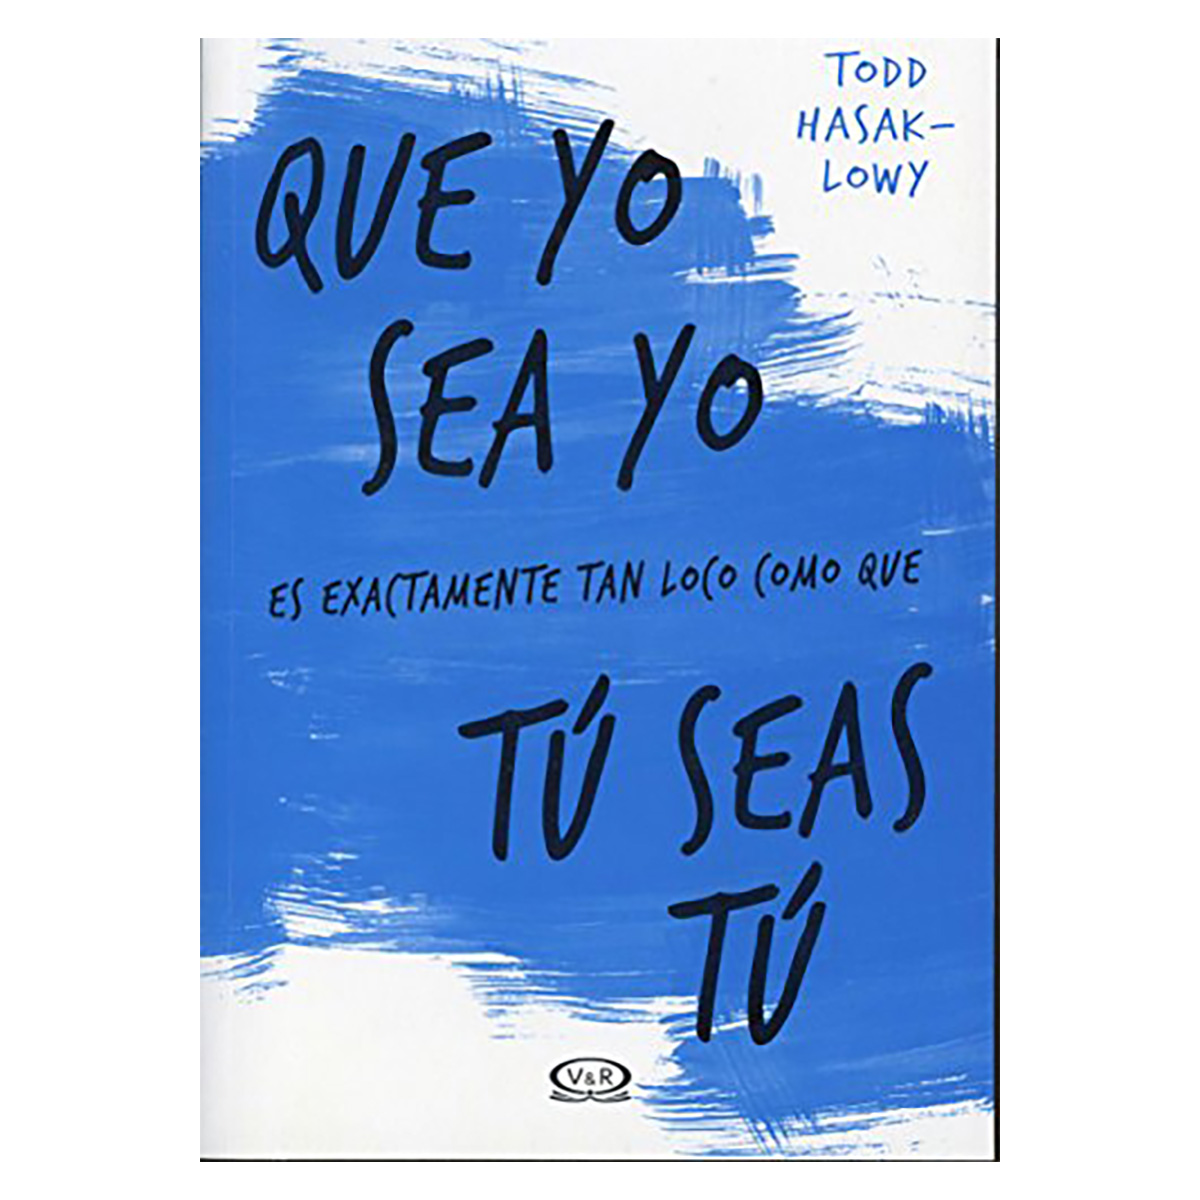 TODD
HASAK-
LOWY
QUE YO
SEA YO
ES EXACTAMENTE TAN LOCO COMO QUE
TÚ SEAS
TÚ
V&R